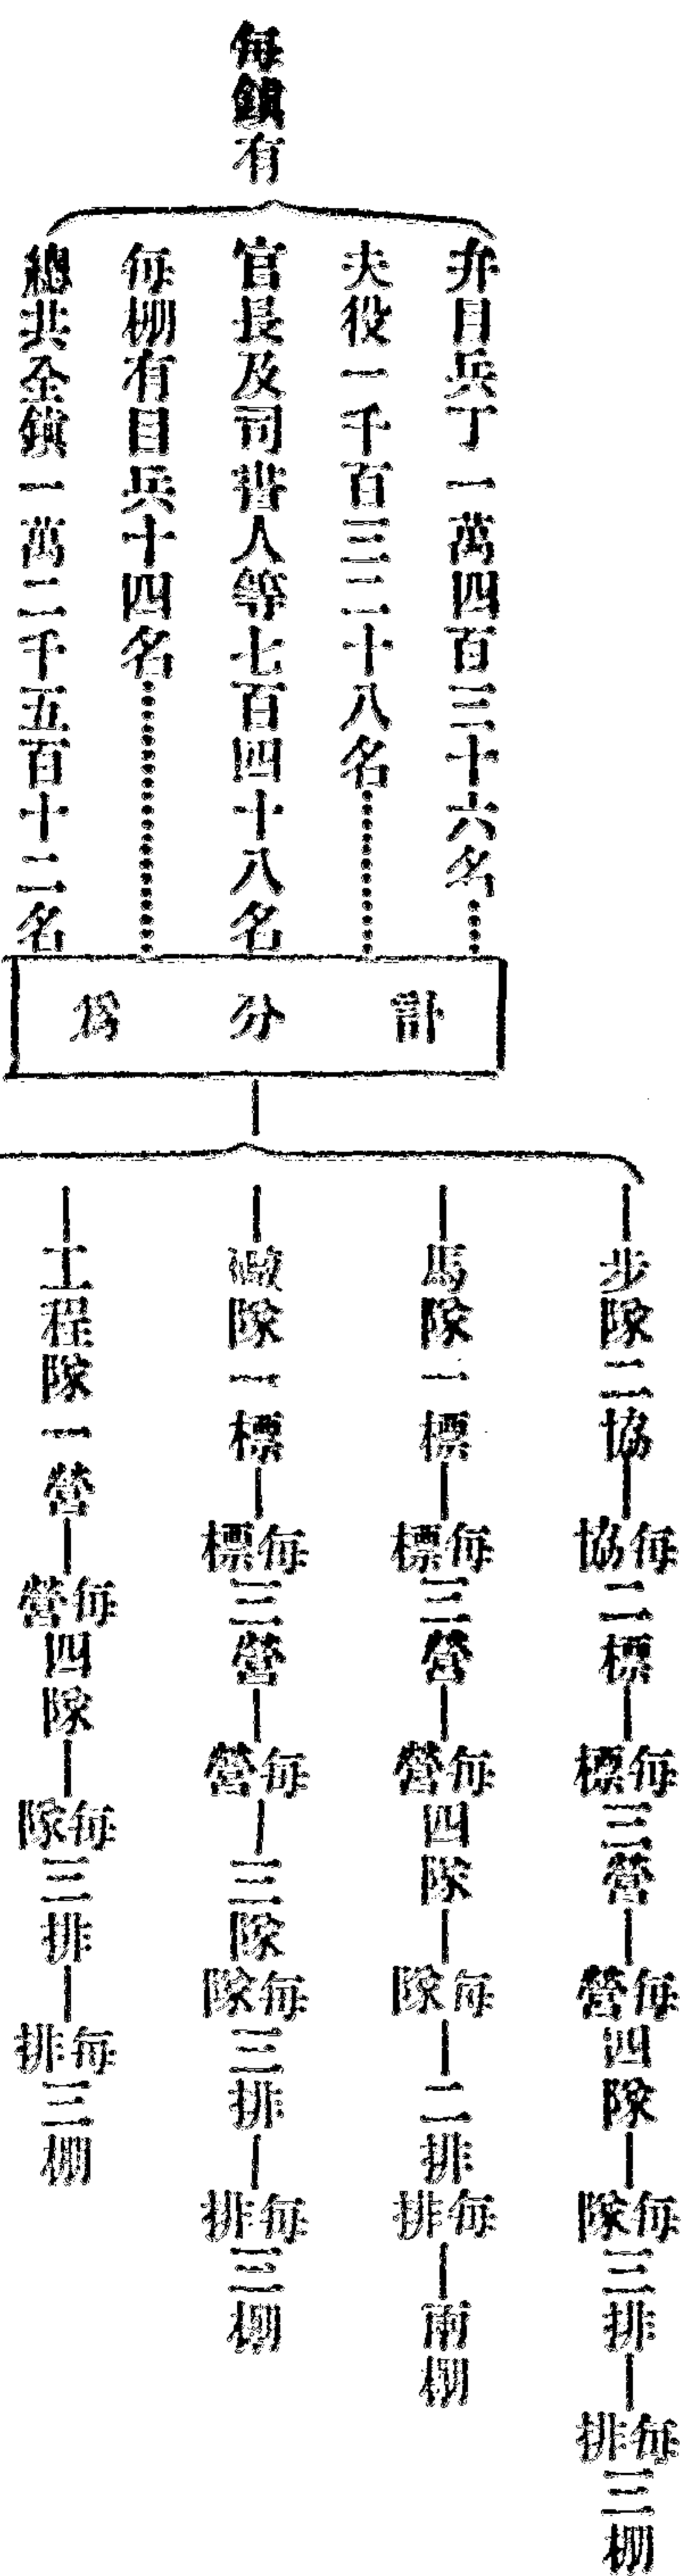 每鎮有
弁目兵丁一萬四百三十六名
夫役一千百三二十八名
官長及司書人等七百四十八名
每棚有目兵十四名
總共全鎮一萬二千五百十二名
計分爲
步隊二協 每協二標 每標三營 每營四隊 每隊三排 每排三棚
馬隊一標 每標三營 每營四隊 每隊二排 每排兩棚
礮隊一標 每標三營 每營三隊 每隊三排 每排三棚
工程隊一營 每營四隊 每隊三排 每排三棚